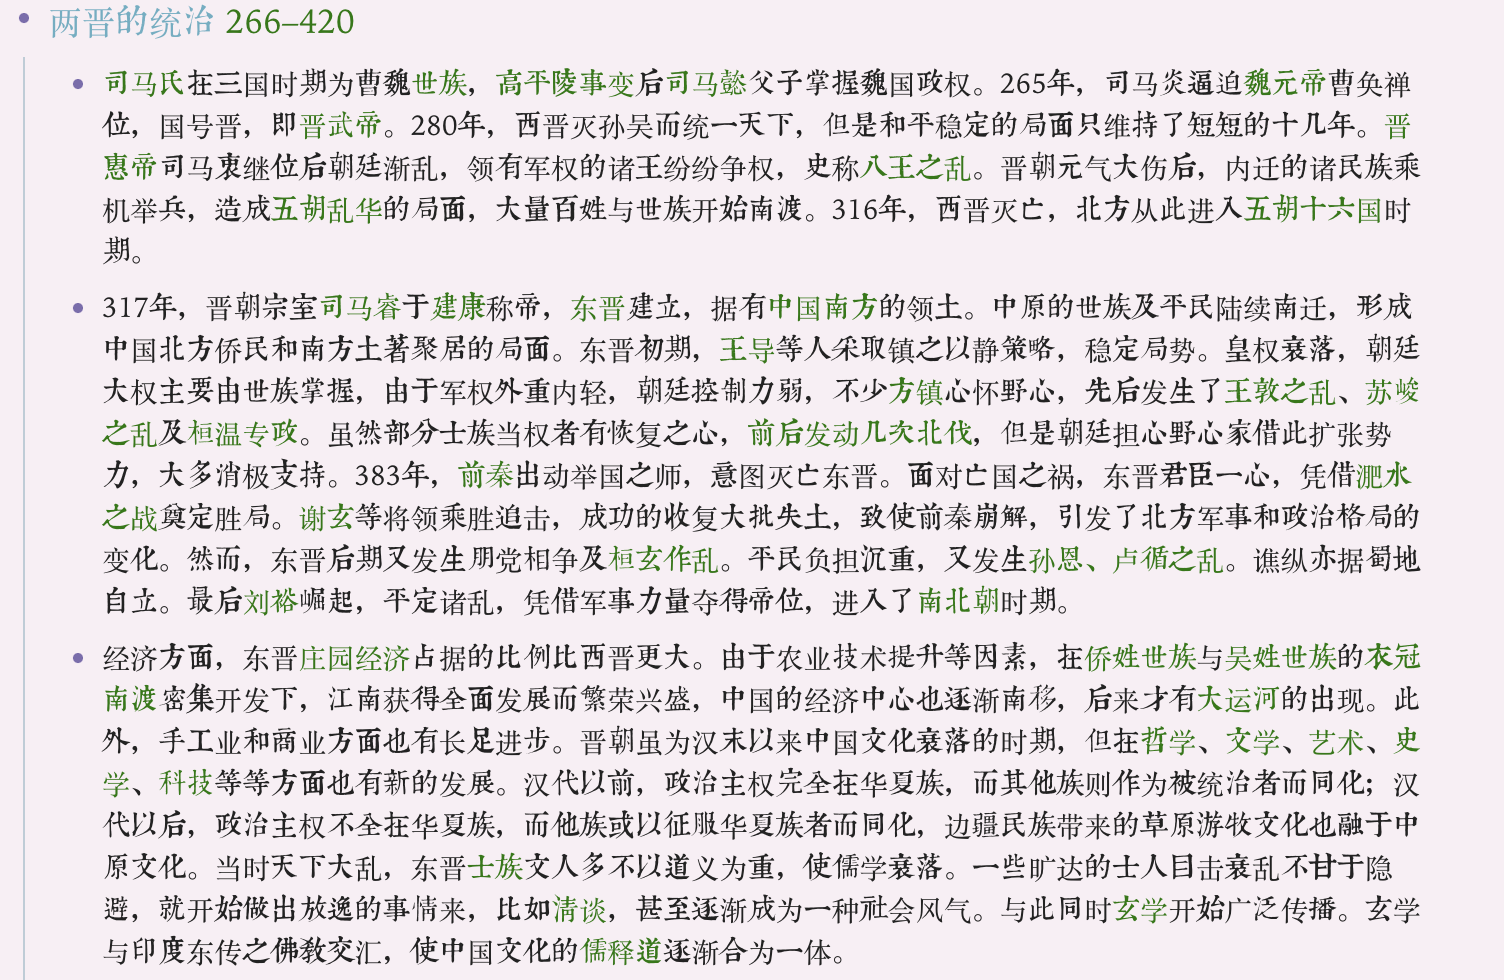 两晋的统治 266–420
司马氏在三国时期为曹魏世族，高平陵事变后司马懿父子掌握魏国政权。265年，司马炎逼迫魏元帝曹奂禅
位，国号晋，即晋武帝。280年，西晋灭孙吴而统一天下，但是和平稳定的局面只维持了短短的十几年。晋
惠帝司马衷继位后朝廷渐乱，领有军权的诸王纷纷争权，史称八王之乱。晋朝元气大伤后，内迁的诸民族乘
机举兵，造成五胡乱华的局面，大量百姓与世族开始南渡。316年，西晋灭亡，北方从此进入五胡十六国时
期。
317年，晋朝宗室司马睿于建康称帝，东晋建立，据有中国南方的领土。中原的世族及平民陆续南迁，形成
中国北方侨民和南方土著聚居的局面。东晋初期，王导等人采取镇之以静策略，稳定局势。皇权衰落，朝廷
大权主要由世族掌握，由于军权外重内轻，朝廷控制力弱，不少方镇心怀野心，先后发生了王敦之乱、苏峻
之乱及桓温专政。虽然部分士族当权者有恢复之心，前后发动几次北伐，但是朝廷担心野心家借此扩张势
力，大多消极支持。383年，前秦出动举国之师，意图灭亡东晋。面对亡国之祸，东晋君臣一心，凭借淝水
之战奠定胜局。谢玄等将领乘胜追击，成功的收复大批失土，致使前秦崩解，引发了北方军事和政治格局的
变化。然而，东晋后期又发生朋党相争及桓玄作乱。平民负担沉重，又发生孙恩、卢循之乱。谯纵亦据蜀地
自立。最后刘裕崛起，平定诸乱，凭借军事力量夺得帝位，进入了南北朝时期。
经济方面，东晋庄园经济占据的比例比西晋更大。由于农业技术提升等因素，在侨姓世族与吴姓世族的衣冠
南渡密集开发下，江南获得全面发展而繁荣兴盛，中国的经济中心也逐渐南移，后来才有大运河的出现。此
外，手工业和商业方面也有长足进步。晋朝虽为汉末以来中国文化衰落的时期，但在哲学、文学、艺术、史
学、科技等等方面也有新的发展。汉代以前，政治主权完全在华夏族，而其他族则作为被统治者而同化；汉
代以后，政治主权不全在华夏族，而他族或以征服华夏族者而同化，边疆民族带来的草原游牧文化也融于中
原文化。当时天下大乱，东晋士族文人多不以道义为重，使儒学衰落。一些旷达的士人目击衰乱不甘于隐
避，就开始做出放逸的事情来，比如清谈，甚至逐渐成为一种社会风气。与此同时玄学开始广泛传播。玄学
与印度东传之佛教交汇，使中国文化的儒释道逐渐合为一体。